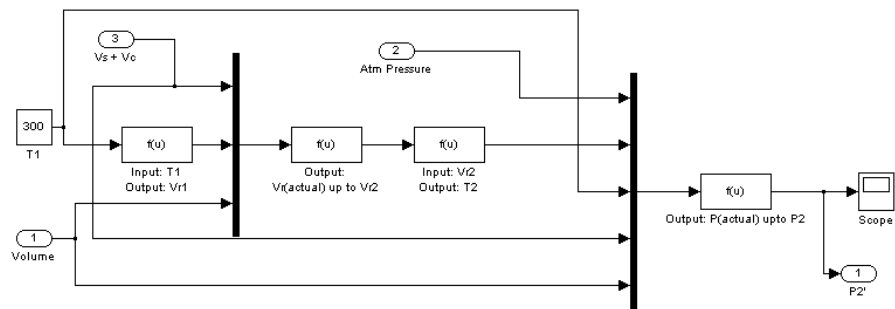 3
Vs + Vc
2
Atm Pressure
300
T1
f(u)
Input: T1
Output: Vr1
f(u)
Output:
Vr(actual) up to Vr2
f(u)
Input: Vr2
Output: T2
f(u)
Output: P(actual) upto P2
Scope
1
Volume
1
P2'